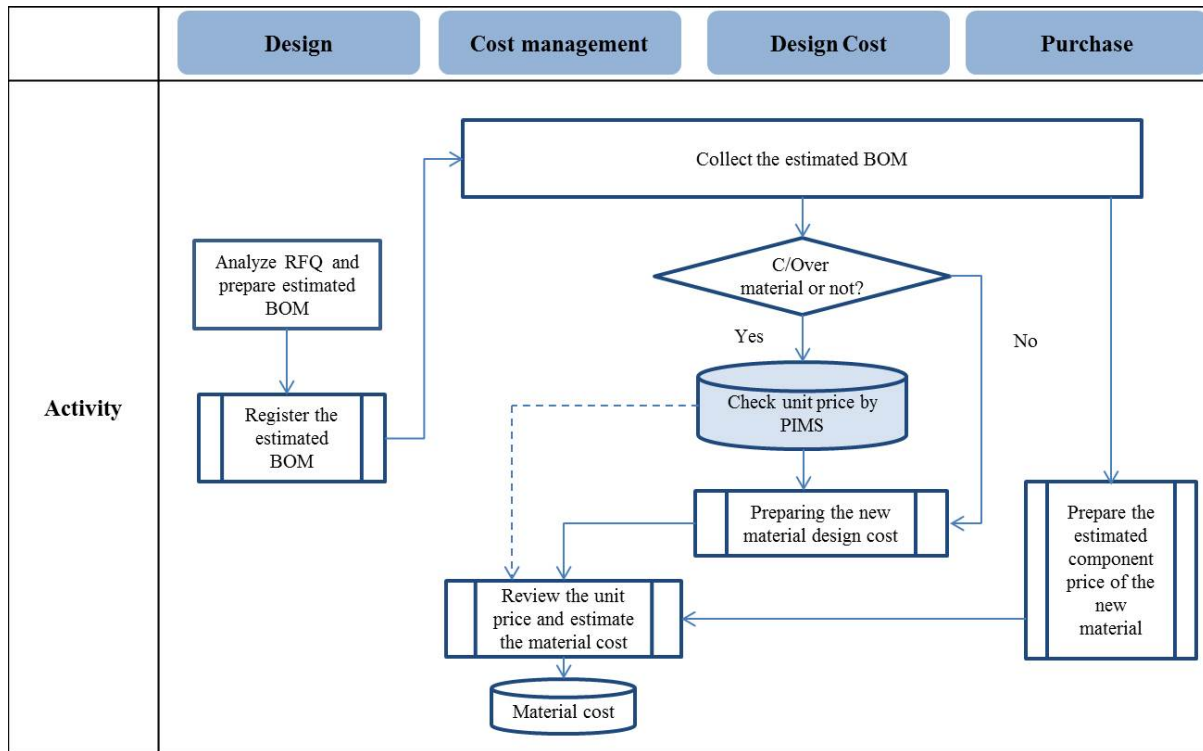 Design
Cost management
Design Cost
Purchase
Activity
Collect the estimated BOM
Analyze RFQ and
prepare estimated
BOM
C/Over
material or not?
Yes
No
Register the
estimated
BOM
Check unit price by
PIMS
Preparing the new
material design cost
Prepare the
estimated
component
price of the
new
material
Review the unit
price and estimate
the material cost
Material cost